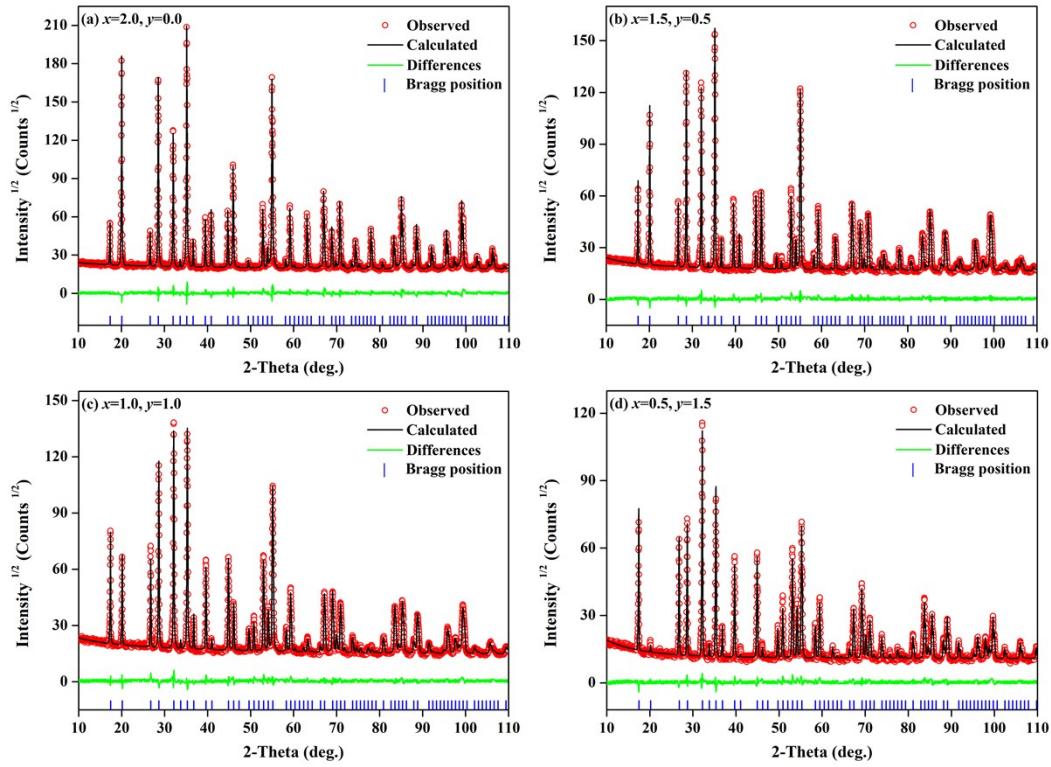 (a) x=2.0, y=0.0
Observed
Calculated
Differences
Bragg position
Intensity 1/2 (Counts 1/2)
210
180
150
120
90
60
30
0
10 20 30 40 50 60 70 80 90 100 110
2-Theta (deg.)
(b) x=1.5, y=0.5
Observed
Calculated
Differences
Bragg position
Intensity 1/2 (Counts 1/2)
150
120
90
60
30
0
10 20 30 40 50 60 70 80 90 100 110
2-Theta (deg.)
(c) x=1.0, y=1.0
Observed
Calculated
Differences
Bragg position
Intensity 1/2 (Counts 1/2)
150
120
90
60
30
0
10 20 30 40 50 60 70 80 90 100 110
2-Theta (deg.)
(d) x=0.5, y=1.5
Observed
Calculated
Differences
Bragg position
Intensity 1/2 (Counts 1/2)
120
90
60
30
0
10 20 30 40 50 60 70 80 90 100 110
2-Theta (deg.)